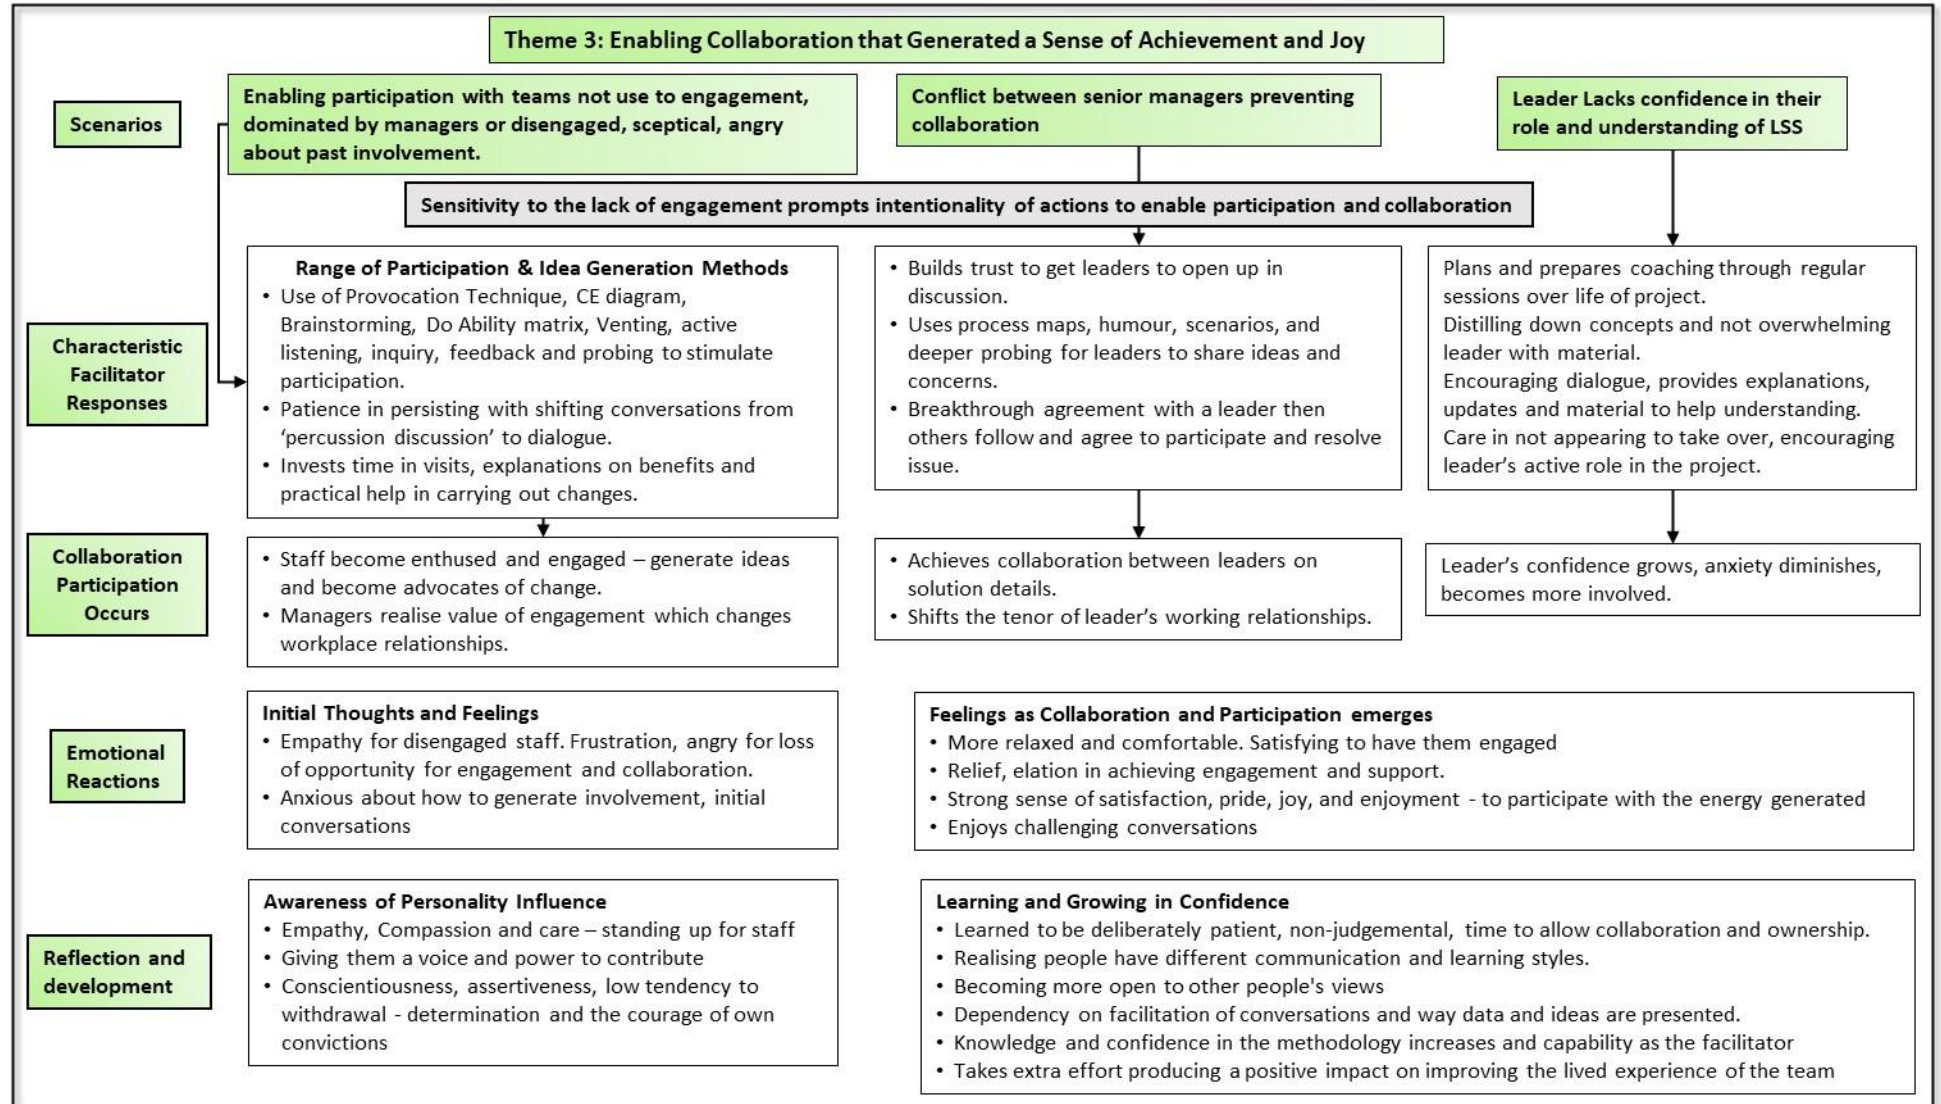 Theme 3: Enabling Collaboration that Generated a Sense of Achievement and Joy
Scenarios
Enabling participation with teams not use to engagement,
dominated by managers or disengaged, sceptical, angry
about past involvement.
Conflict between senior managers preventing
collaboration
Leader Lacks confidence in their
role and understanding of LSS
Sensitivity to the lack of engagement prompts intentionality of actions to enable participation and collaboration
Characteristic
Facilitator
Responses
Range of Participation & Idea Generation Methods
• Use of Provocation Technique, CE diagram,
Brainstorming, Do Ability matrix, Venting, active
listening, inquiry, feedback and probing to stimulate
participation.
• Patience in persisting with shifting conversations from
‘percussion discussion’ to dialogue.
• Invests time in visits, explanations on benefits and
practical help in carrying out changes.
• Builds trust to get leaders to open up in
discussion.
• Uses process maps, humour, scenarios, and
deeper probing for leaders to share ideas and
concerns.
• Breakthrough agreement with a leader then
others follow and agree to participate and resolve
issue.
Plans and prepares coaching through regular
sessions over life of project.
Distilling down concepts and not overwhelming
leader with material.
Encouraging dialogue, provides explanations,
updates and material to help understanding.
Care in not appearing to take over, encouraging
leader’s active role in the project.
Collaboration
Participation
Occurs
• Staff become enthused and engaged – generate ideas
and become advocates of change.
• Managers realise value of engagement which changes
workplace relationships.
• Achieves collaboration between leaders on
solution details.
• Shifts the tenor of leader’s working relationships.
Leader’s confidence grows, anxiety diminishes,
becomes more involved.
Emotional
Reactions
Initial Thoughts and Feelings
• Empathy for disengaged staff. Frustration, angry for loss
of opportunity for engagement and collaboration.
• Anxious about how to generate involvement, initial
conversations
Feelings as Collaboration and Participation emerges
• More relaxed and comfortable. Satisfying to have them engaged
• Relief, elation in achieving engagement and support.
• Strong sense of satisfaction, pride, joy, and enjoyment - to participate with the energy generated
• Enjoys challenging conversations
Reflection and
development
Awareness of Personality Influence
• Empathy, Compassion and care – standing up for staff
• Giving them a voice and power to contribute
• Conscientiousness, assertiveness, low tendency to
withdrawal - determination and the courage of own
convictions
Learning and Growing in Confidence
• Learned to be deliberately patient, non-judgemental, time to allow collaboration and ownership.
• Realising people have different communication and learning styles.
• Becoming more open to other people's views
• Dependency on facilitation of conversations and way data and ideas are presented.
• Knowledge and confidence in the methodology increases and capability as the facilitator
• Takes extra effort producing a positive impact on improving the lived experience of the team